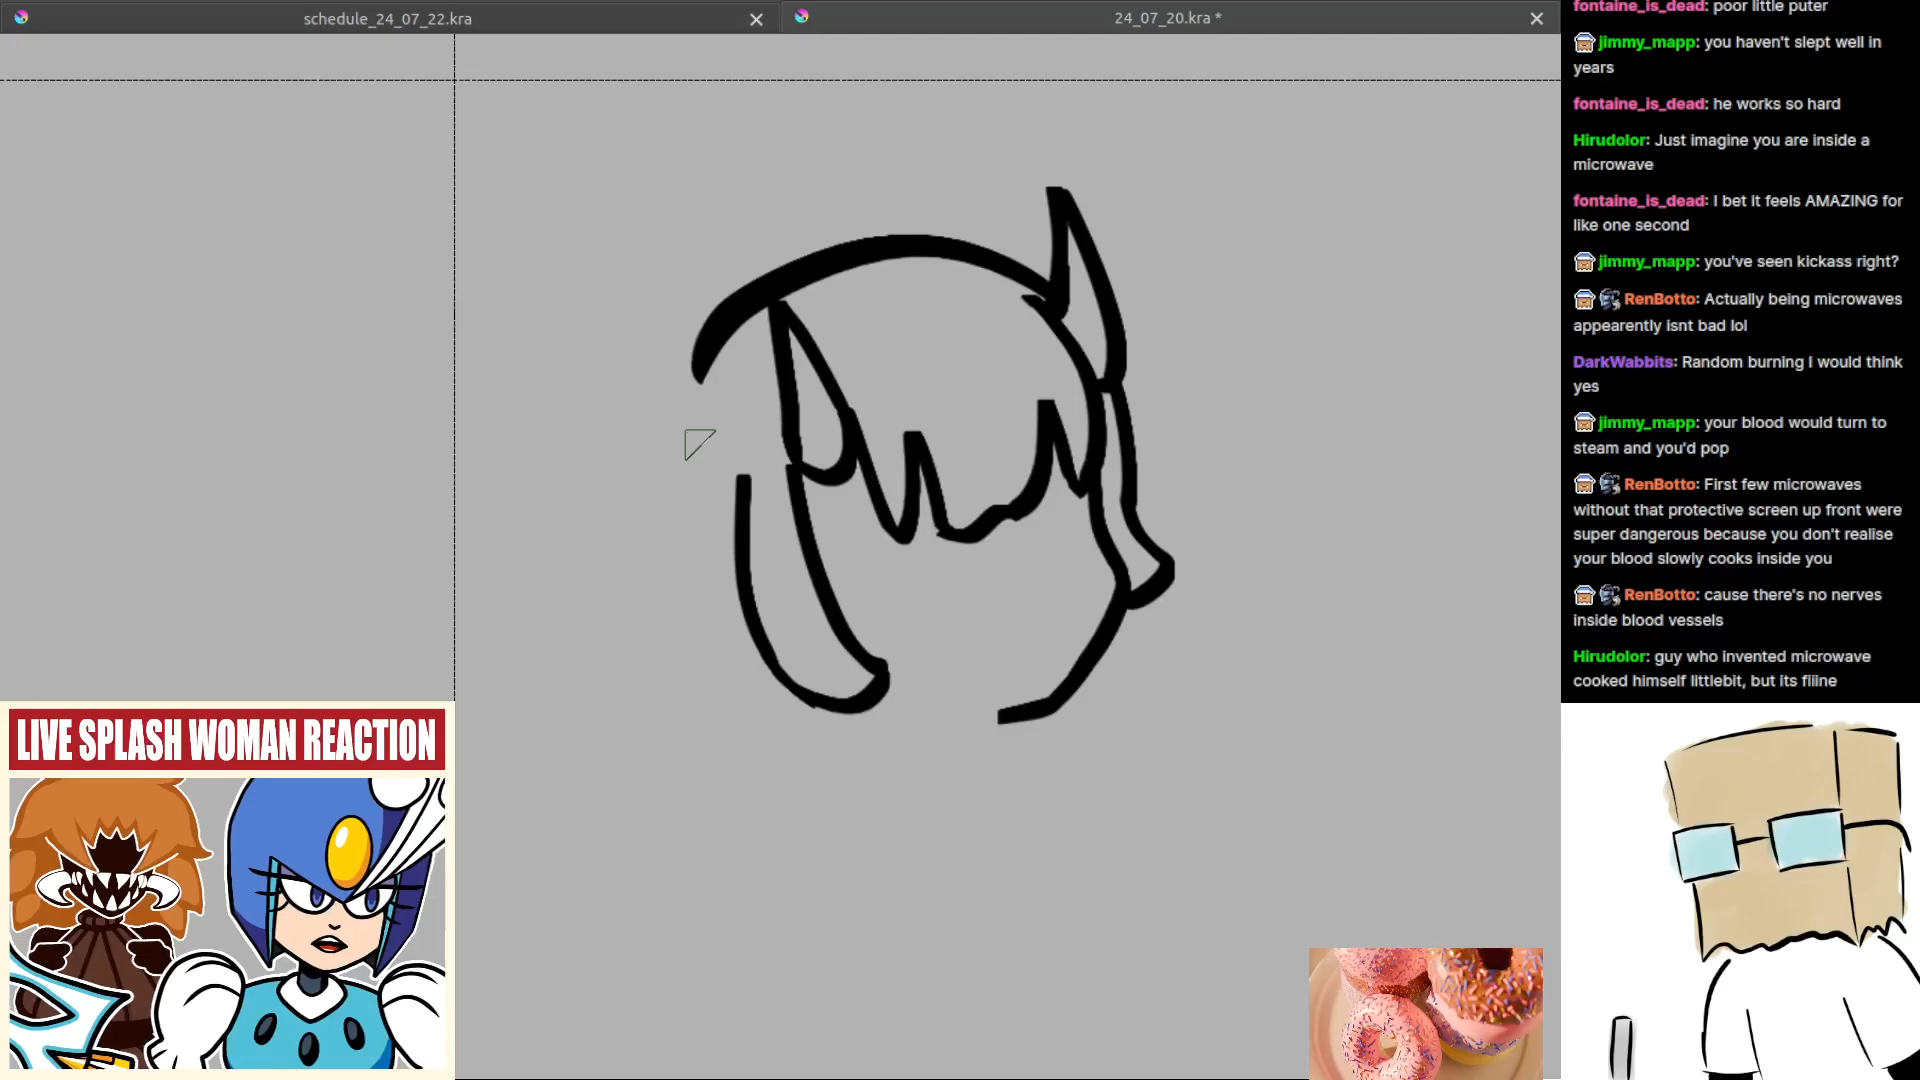 schedule_24_07_22.kra
24_07_20.kra *
fontaine_is_dead: poor little puter
jimmy_mapp: you haven't slept well in
years
fontaine_is_dead: he works so hard
Hirudolor: Just imagine you are inside a
microwave
fontaine_is_dead: I bet it feels AMAZING for
like one second
jimmy_mapp: you've seen kickass right?
RenBotto: Actually being microwaves
appearently isnt bad lol
DarkWabbits: Random burning I would think
yes
jimmy_mapp: your blood would turn to
steam and you'd pop
RenBotto: First few microwaves
without that protective screen up front were
super dangerous because you don't realise
your blood slowly cooks inside you
RenBotto: cause there's no nerves
inside blood vessels
Hirudolor: guy who invented microwave
cooked himself littlebit, but its fiiine
LIVE SPLASH WOMAN REACTION